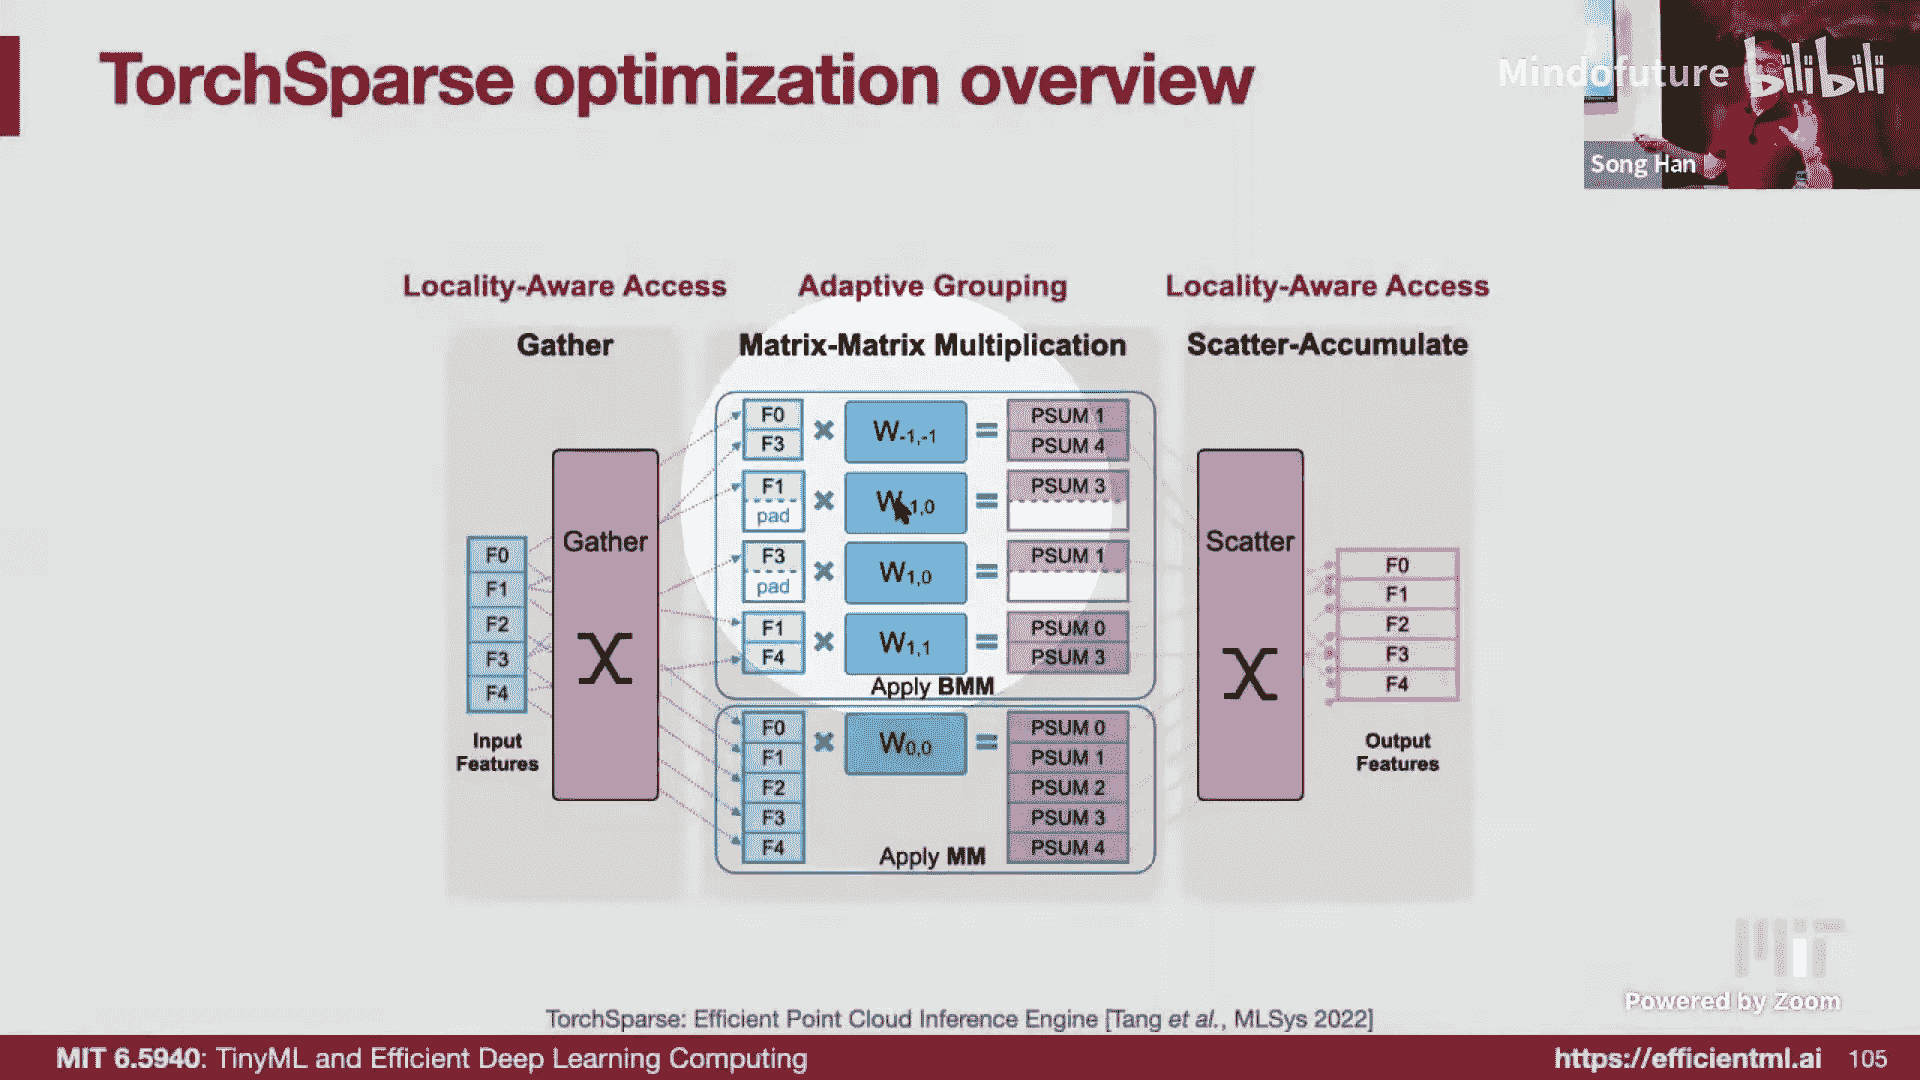 TorchSparse optimization overview
Mindofuture bilibili
Song Han
Locality-Aware Access
Adaptive Grouping
Locality-Aware Access
Gather
Matrix-Matrix Multiplication
Scatter-Accumulate
F0
F1
F2
F3
F4
Input
Features
Gather
F0 × W-1,-1 = PSUM 1
F3 PSUM 4
F1 × =  PSUM 3
pad
F3 × W1,0 = PSUM 1
pad
F1 × W1,1 = PSUM 0
F4 PSUM 3
Apply BMM
F0 × W0,0 = PSUM 0
F1 PSUM 1
F2 PSUM 2
F3 PSUM 3
F4 PSUM 4
Apply MM
Scatter
F0
F1
F2
F3
F4
Output
Features
MIT
Powered by Zoom
TorchSparse: Efficient Point Cloud Inference Engine [Tang et al., MLSys 2022]
MIT 6.5940: TinyML and Efficient Deep Learning Computing
https://efficientml.ai 105